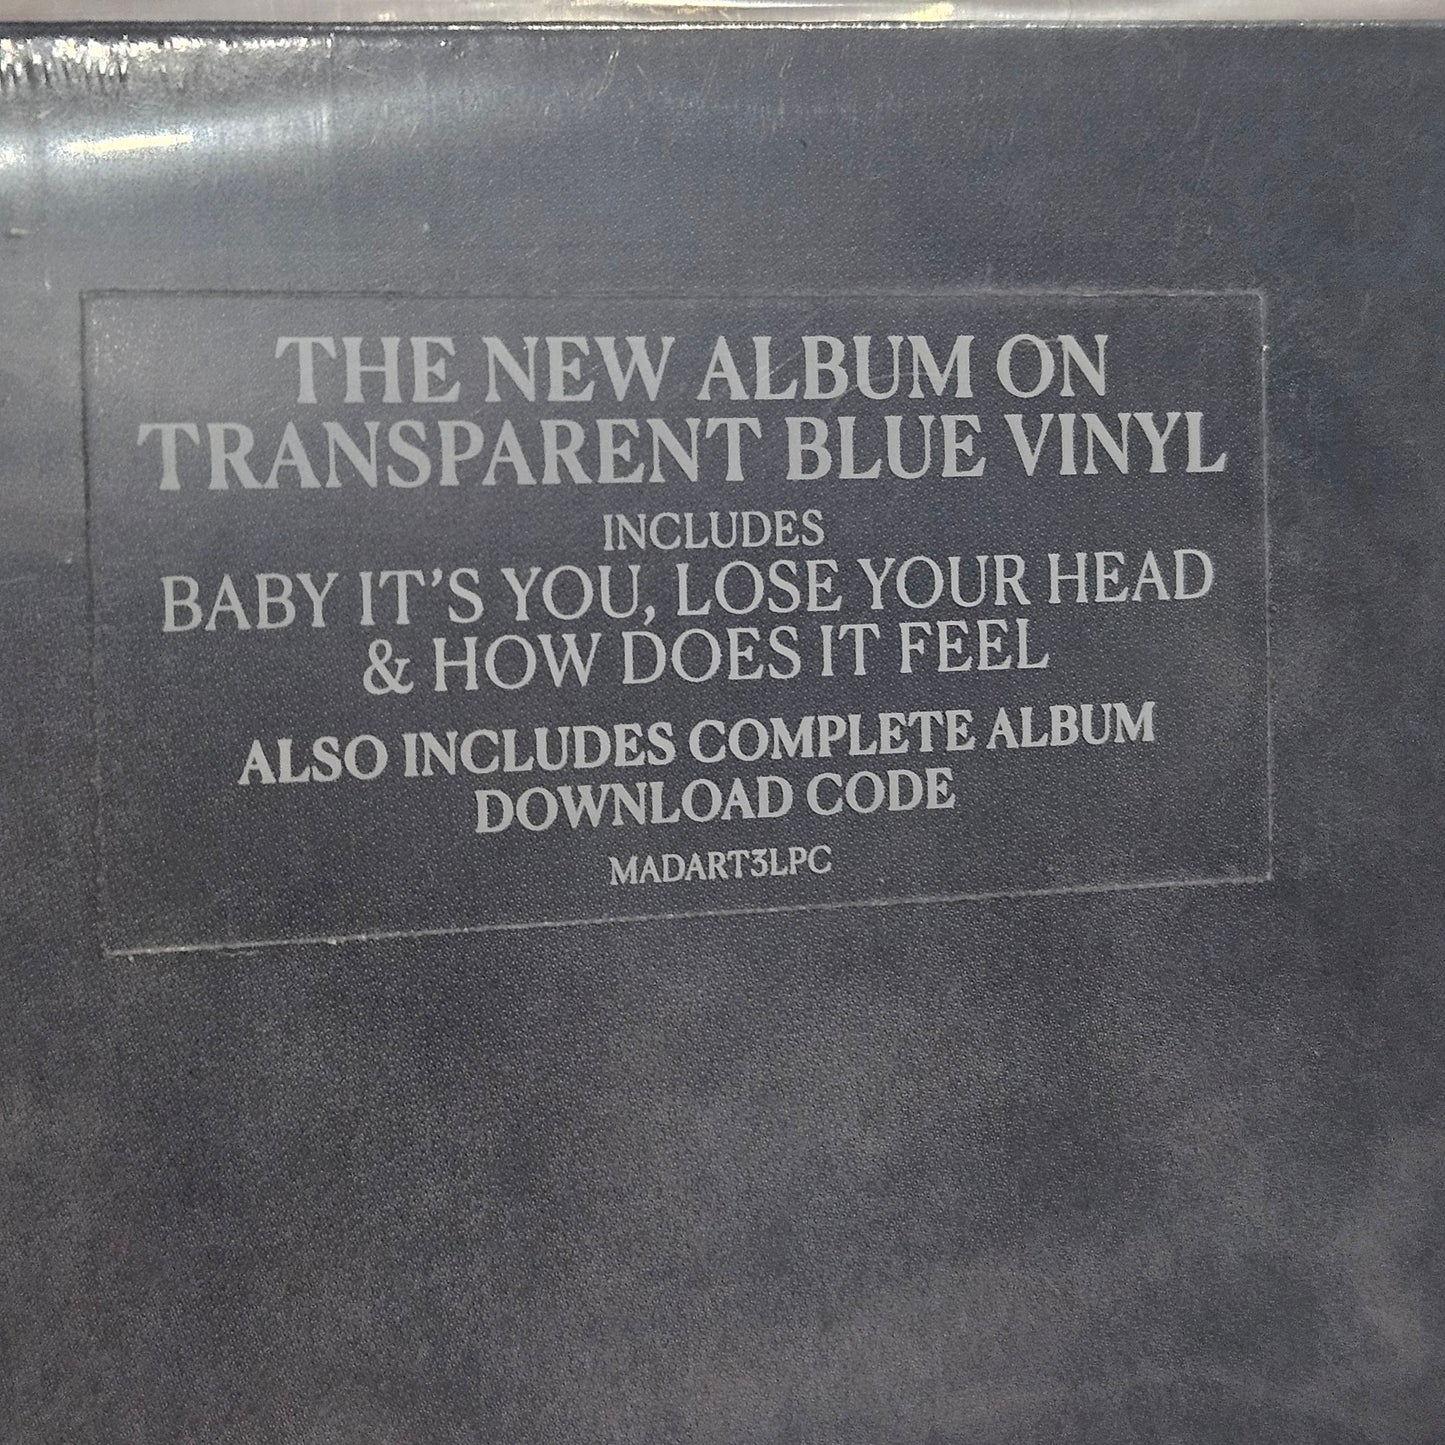 THE NEW ALBUM ON
TRANSPARENT BLUE VINYL
INCLUDES
BABY IT'S YOU, LOSE YOUR HEAD
& HOW DOES IT FEEL
ALSO INCLUDES COMPLETE ALBUM
DOWNLOAD CODE
MADART3LPC